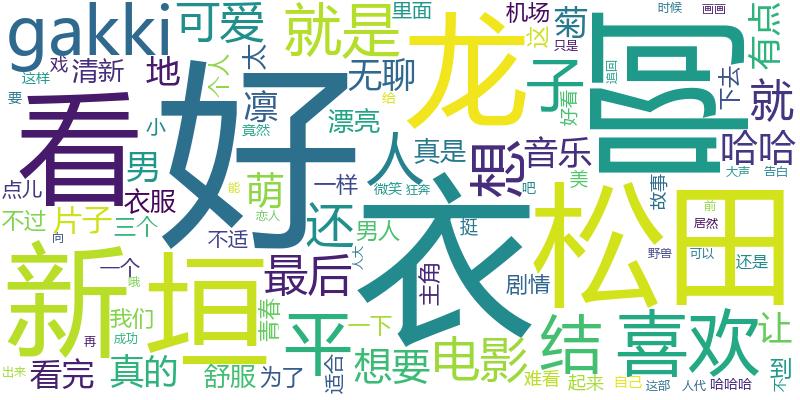 gakki
可爱
就是
龙
啊
里面
机场
菊
这
只是
时候
画画
有点
追回
戏
清新
地
个人
太
无聊
子
好看
下去
就
这样
要
看
好
凛
竟然
给
漂亮
人
真是
想
音乐
哈哈
小
男
萌
一样
微笑
狂奔
吧
美
故事
大声
告白
点儿
衣服
能
恋人
还
衣
松田
前
居然
不过
片子
三个
不适
男人
挺
向
新垣
一个
哦
最后
人大
主角
剧情
野兽
可以
还是
我们
青春
平
一下
结
喜欢
让
再
成功
出来
看完
真的
舒服
为了
适合
想要
电影
难看
起来
自己
这部
人代
哈哈哈
不到